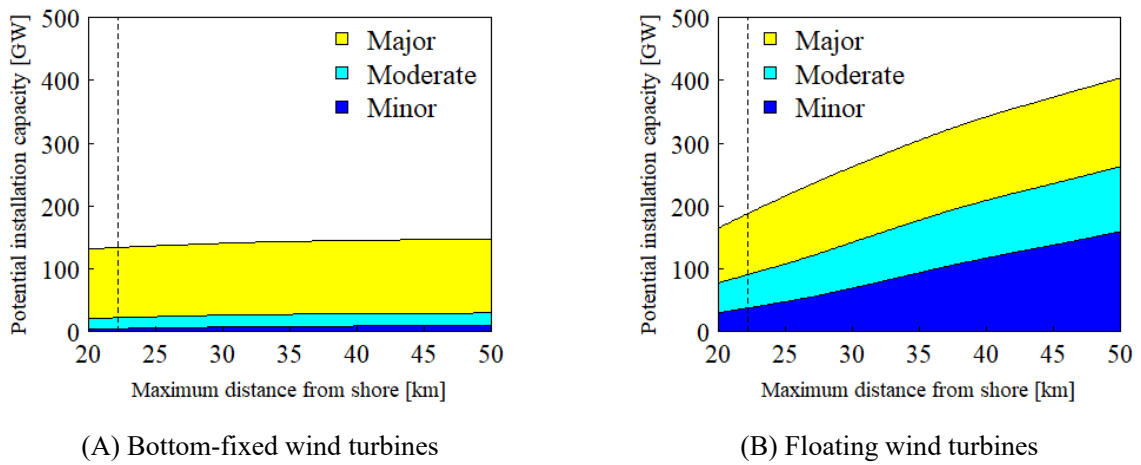 Potential installation capacity [GW]
500
400
300
200
100
0
Major
Moderate
Minor
20 25 30 35 40 45 50
Maximum distance from shore [km]
(A) Bottom-fixed wind turbines
Potential installation capacity [GW]
500
400
300
200
100
0
Major
Moderate
Minor
20 25 30 35 40 45 50
Maximum distance from shore [km]
(B) Floating wind turbines